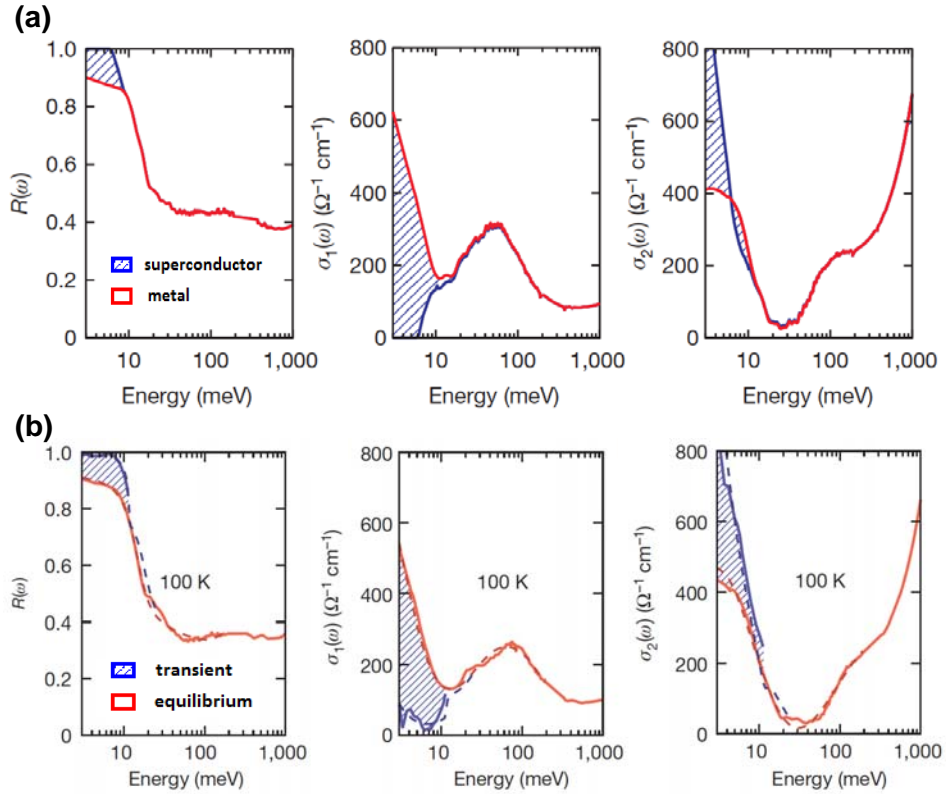 (a)
1.0
0.8
0.6
0.4
0.2
0
R(ω)
superconductor
metal
10
100
1,000
Energy (meV)
800
600
400
200
0
σ₁(ω) (Ω⁻¹ cm⁻¹)
10
100
1,000
Energy (meV)
800
600
400
200
0
σ₂(ω) (Ω⁻¹ cm⁻¹)
10
100
1,000
Energy (meV)
(b)
1.0
0.8
0.6
0.4
0.2
0
R(ω)
100 K
transient
equilibrium
10
100
1,000
Energy (meV)
800
600
400
200
0
σ₁(ω) (Ω⁻¹ cm⁻¹)
100 K
10
100
1,000
Energy (meV)
800
600
400
200
0
σ₂(ω) (Ω⁻¹ cm⁻¹)
100 K
10
100
1,000
Energy (meV)